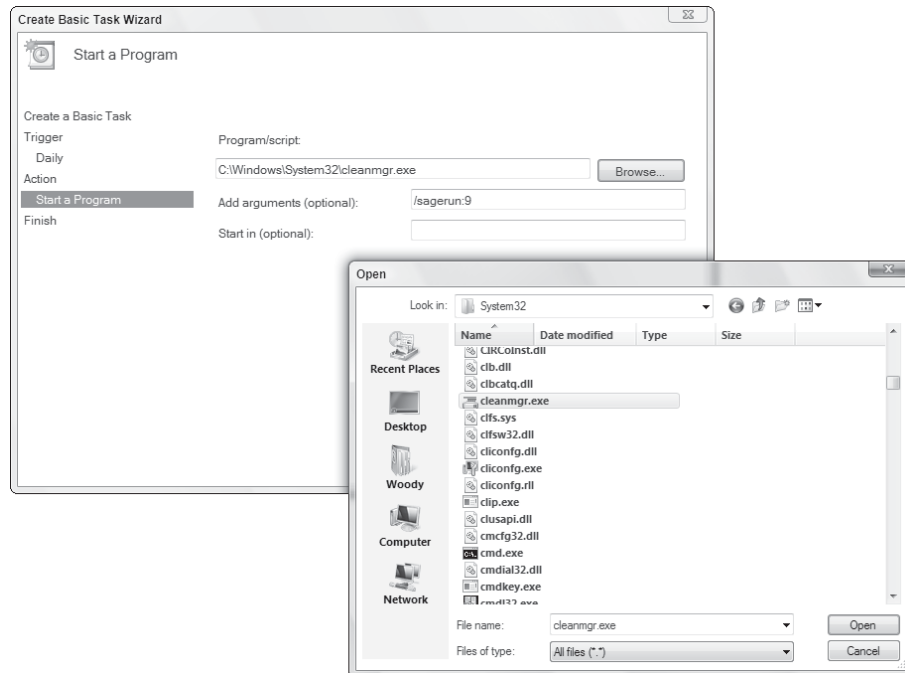 Create Basic Task Wizard
Start a Program
Create a Basic Task
Trigger
Daily
Action
Start a Program
Finish
Program/script:
C:\Windows\System32\cleanmgr.exe
Browse...
Add arguments (optional):
/sagerun:9
Start in (optional):
Open
Look in:
System32
Recent Places
Desktop
Woody
Computer
Network
Name
Date modified
Type
Size
CIRCoInst.dll
clb.dll
clbcatq.dll
cleanmgr.exe
clfs.sys
clfsw32.dll
cliconfg.dll
cliconfg.exe
cliconfg.rll
clip.exe
clusapi.dll
cmcfg32.dll
cmd.exe
cmdial32.dll
cmdkey.exe
cmdl32.exe
File name:
cleanmgr.exe
Open
Files of type:
All files (*.*)
Cancel